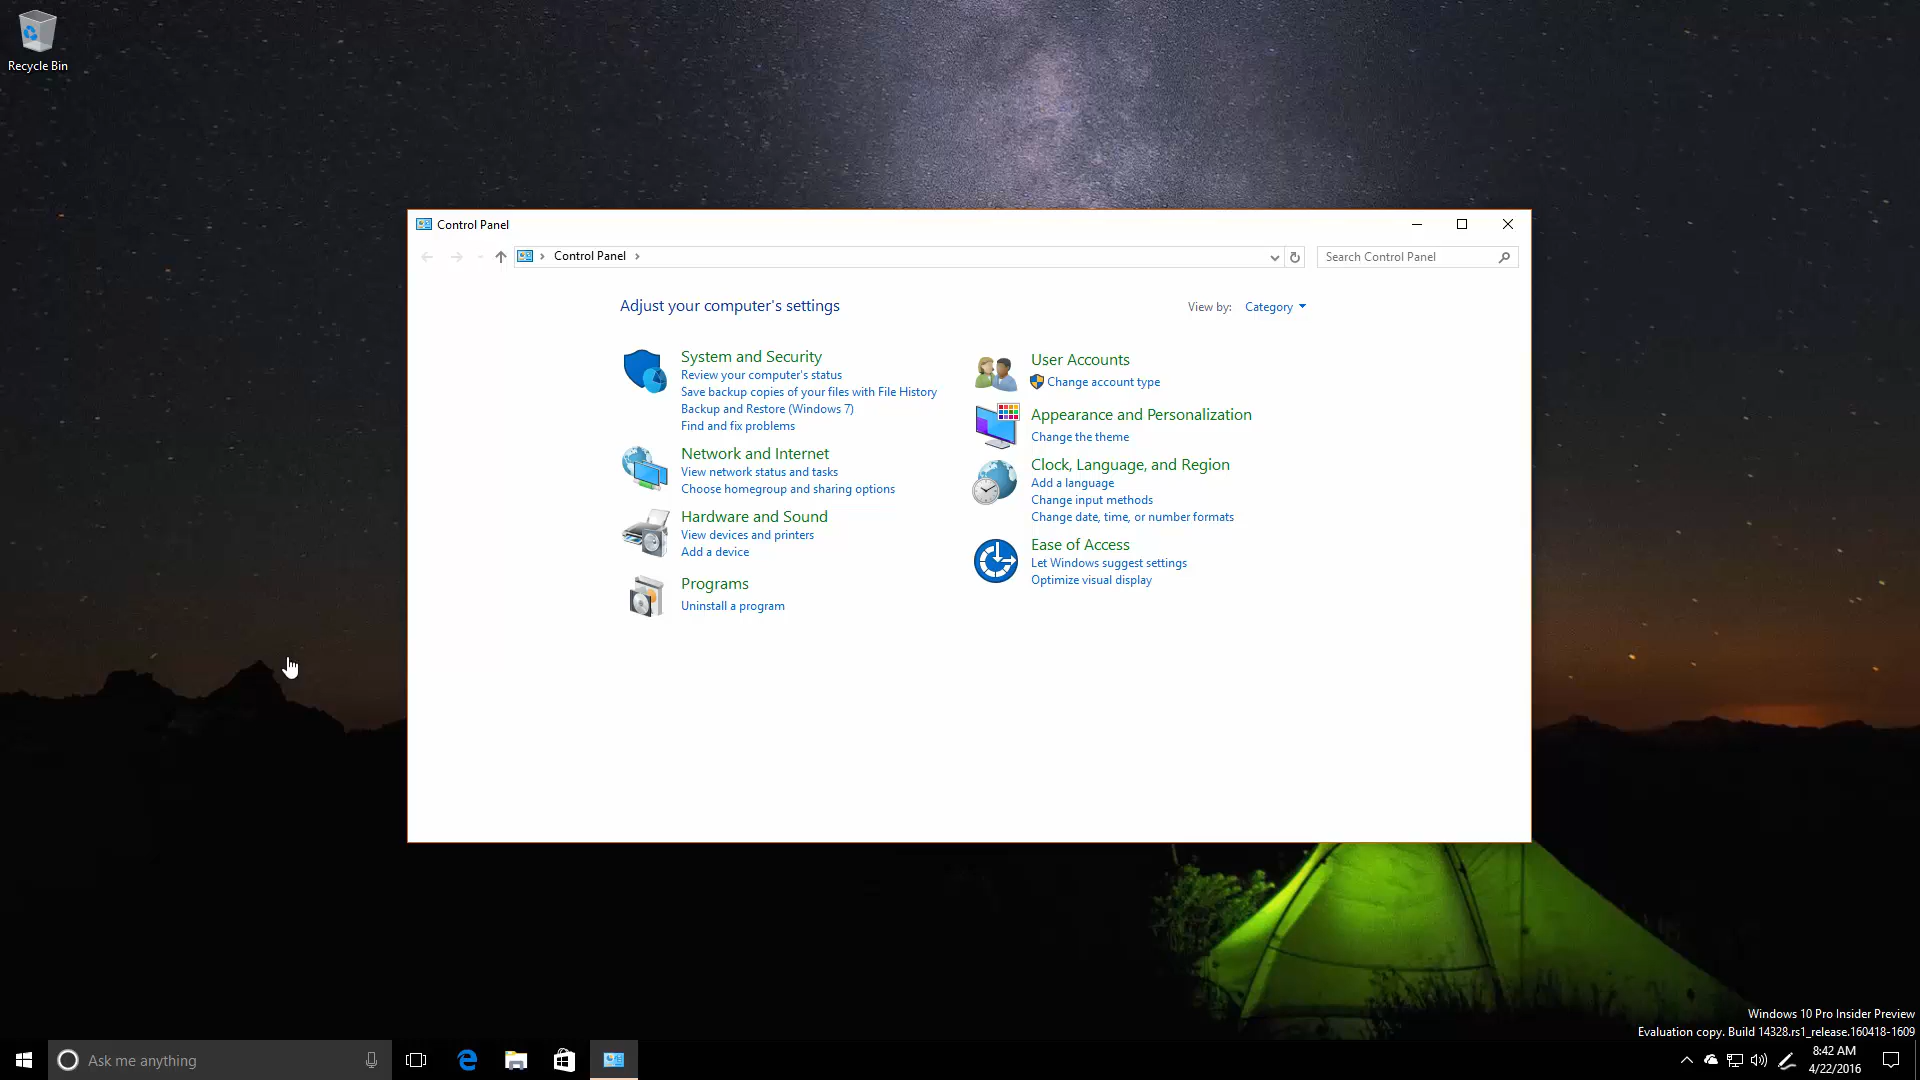 Recycle Bin
Control Panel
Control Panel
Search Control Panel
Adjust your computer's settings
View by: Category
System and Security
Review your computer's status
Save backup copies of your files with File History
Backup and Restore (Windows 7)
Find and fix problems
Network and Internet
View network status and tasks
Choose homegroup and sharing options
Hardware and Sound
View devices and printers
Add a device
Programs
Uninstall a program
User Accounts
Change account type
Appearance and Personalization
Change the theme
Clock, Language, and Region
Add a language
Change input methods
Change date, time, or number formats
Ease of Access
Let Windows suggest settings
Optimize visual display
Windows 10 Pro Insider Preview
Evaluation copy. Build 14328.rs1_release.160418-1609
Ask me anything
8:42 AM
4/22/2016